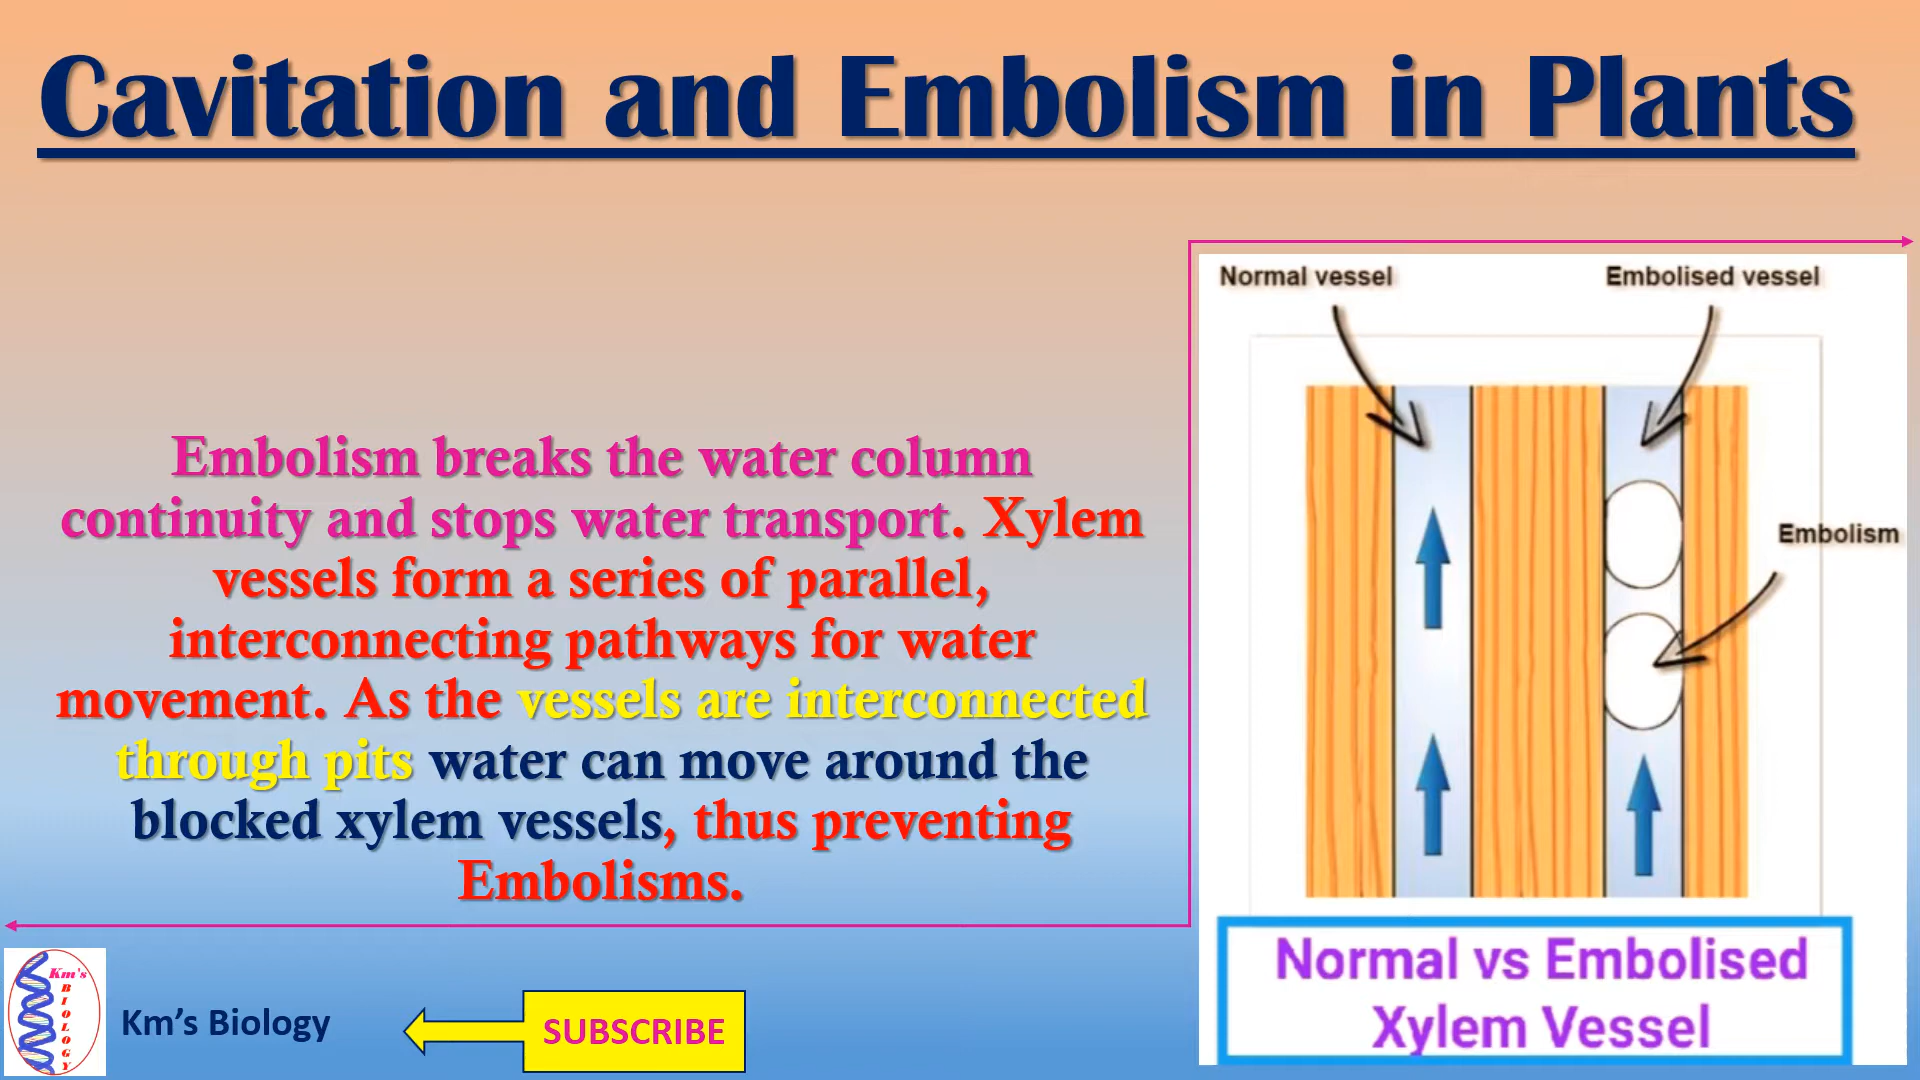 Cavitation and Embolism in Plants
Embolism breaks the water column
continuity and stops water transport. Xylem
vessels form a series of parallel,
interconnecting pathways for water
movement. As the vessels are interconnected
through pits water can move around the
blocked xylem vessels, thus preventing
Embolisms.
Normal vessel
Embolised vessel
Embolism
Normal vs Embolised
Xylem Vessel
Km's
BIOLOGY
Km’s Biology
SUBSCRIBE